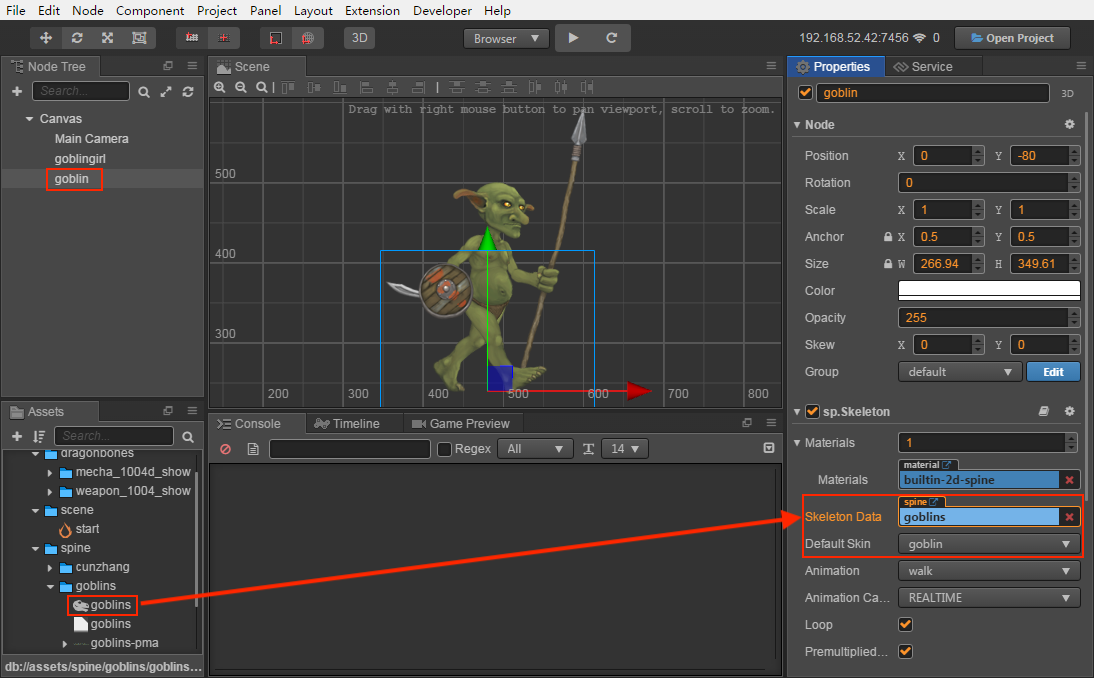 File Edit Node Component Project Panel Layout Extension Developer Help
3D Browser 192.168.52.42:7456 0 Open Project
Node Tree
Search...
Canvas
Main Camera
goblingirl
goblin
Scene
Drag with right mouse button to pan viewport, scroll to zoom.
500
400
300
200 300 400 500 600 700 800
Assets
Search...
dragonbones
mecha_1004d_show
weapon_1004_show
scene
start
spine
cunzhang
goblins
goblins
goblins
goblins-pma
db://assets/spine/goblins/goblins...
Console Timeline Game Preview
Regex All 14
Properties Service
goblin 3D
Node
Position X 0 Y -80
Rotation 0
Scale X 1 Y 1
Anchor X 0.5 Y 0.5
Size W 266.94 H 349.61
Color
Opacity 255
Skew X 0 Y 0
Group default Edit
sp.Skeleton
Materials 1
material
Materials builtin-2d-spine
spine
Skeleton Data goblins
Default Skin goblin
Animation walk
Animation Ca... REALTIME
Loop
Premultiplied...